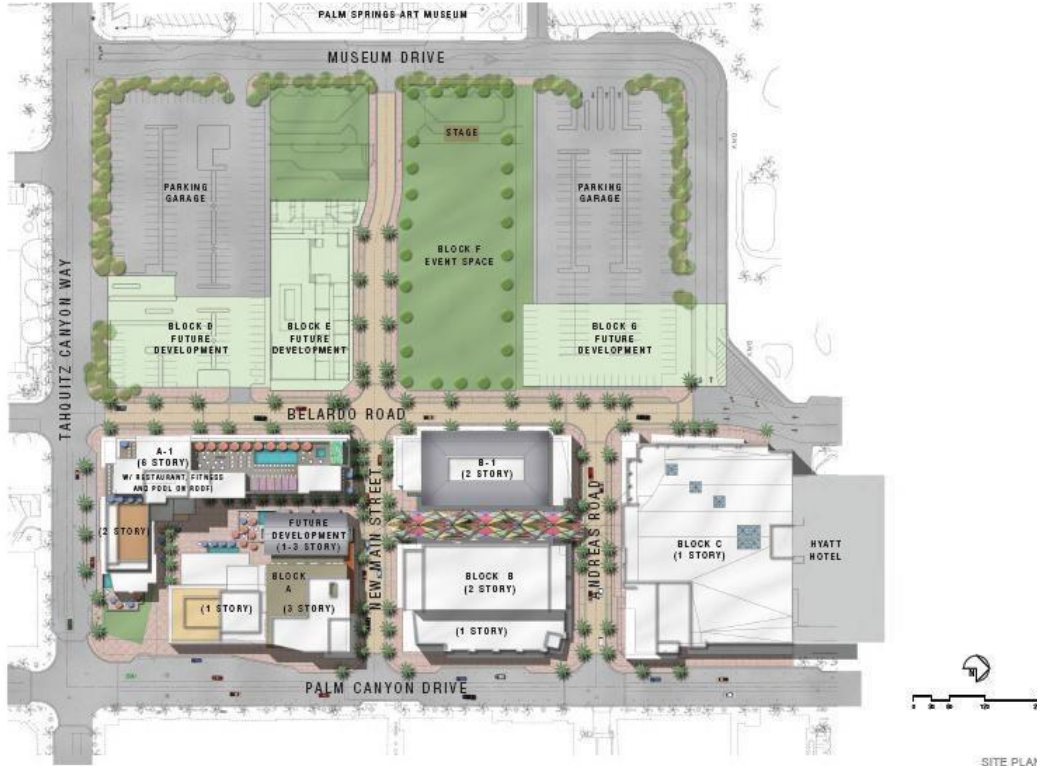 PALM SPRINGS ART MUSEUM
MUSEUM DRIVE
STAGE
PARKING
GARAGE
PARKING
GARAGE
BLOCK F
EVENT SPACE
TAHQUITZ CANYON WAY
BLOCK D
FUTURE
DEVELOPMENT
BLOCK E
FUTURE
DEVELOPMENT
BLOCK G
FUTURE
DEVELOPMENT
BELARDO ROAD
A-1
(6 STORY)
W/ RESTAURANT, FITNESS
AND POOL ON ROOF)
B-1
(2 STORY)
(2 STORY)
FUTURE
DEVELOPMENT
(1-3 STORY)
NEW MAIN STREET
ANDREAS ROAD
BLOCK C
(1 STORY)
HYATT
HOTEL
BLOCK
A
(1 STORY)
(3 STORY)
BLOCK B
(2 STORY)
(1 STORY)
PALM CANYON DRIVE
N
SITE PLAN